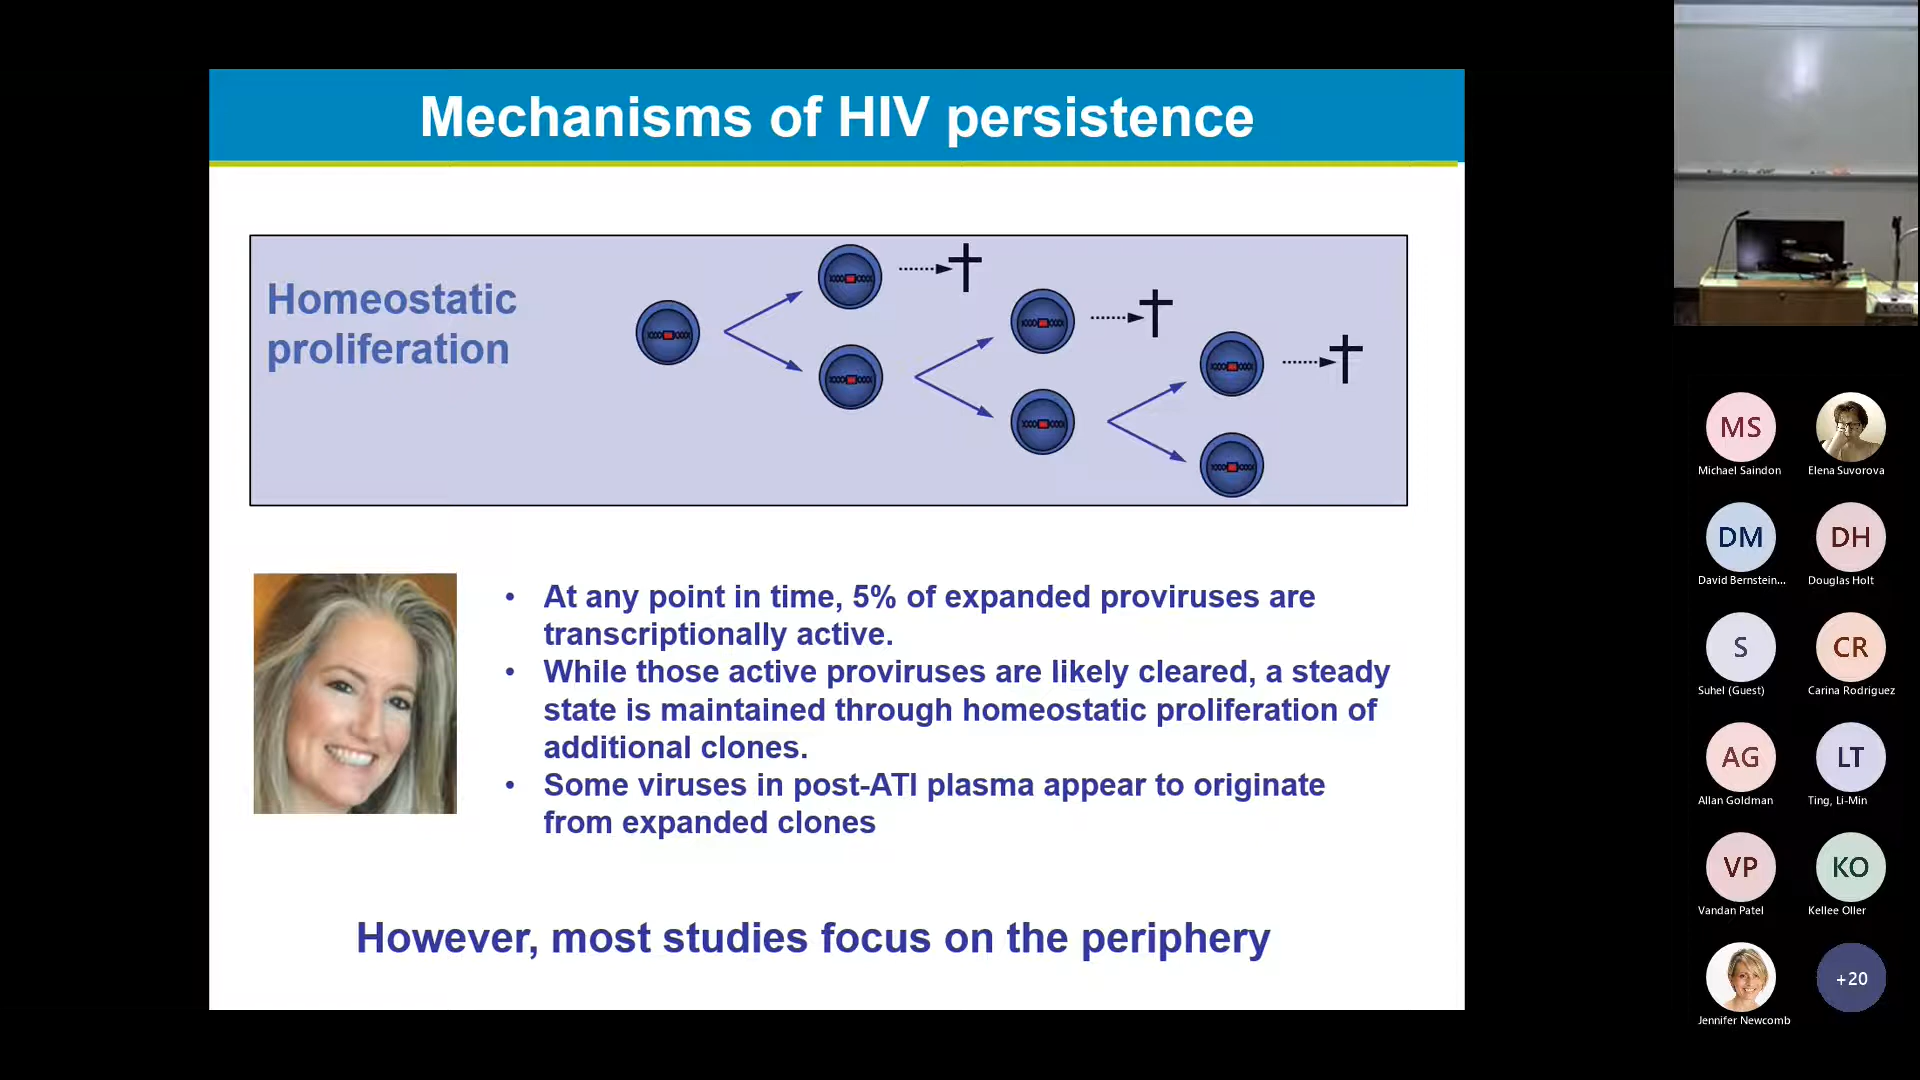 Mechanisms of HIV persistence
Homeostatic
proliferation
• At any point in time, 5% of expanded proviruses are
transcriptionally active.
• While those active proviruses are likely cleared, a steady
state is maintained through homeostatic proliferation of
additional clones.
• Some viruses in post-ATI plasma appear to originate
from expanded clones
However, most studies focus on the periphery
MS
Michael Saindon
Elena Suvorova
DM
David Bernstein...
DH
Douglas Holt
S
Suhel (Guest)
CR
Carina Rodriguez
AG
Allan Goldman
LT
Ting, Li-Min
VP
Vandan Patel
KO
Kellee Oller
Jennifer Newcomb
+20